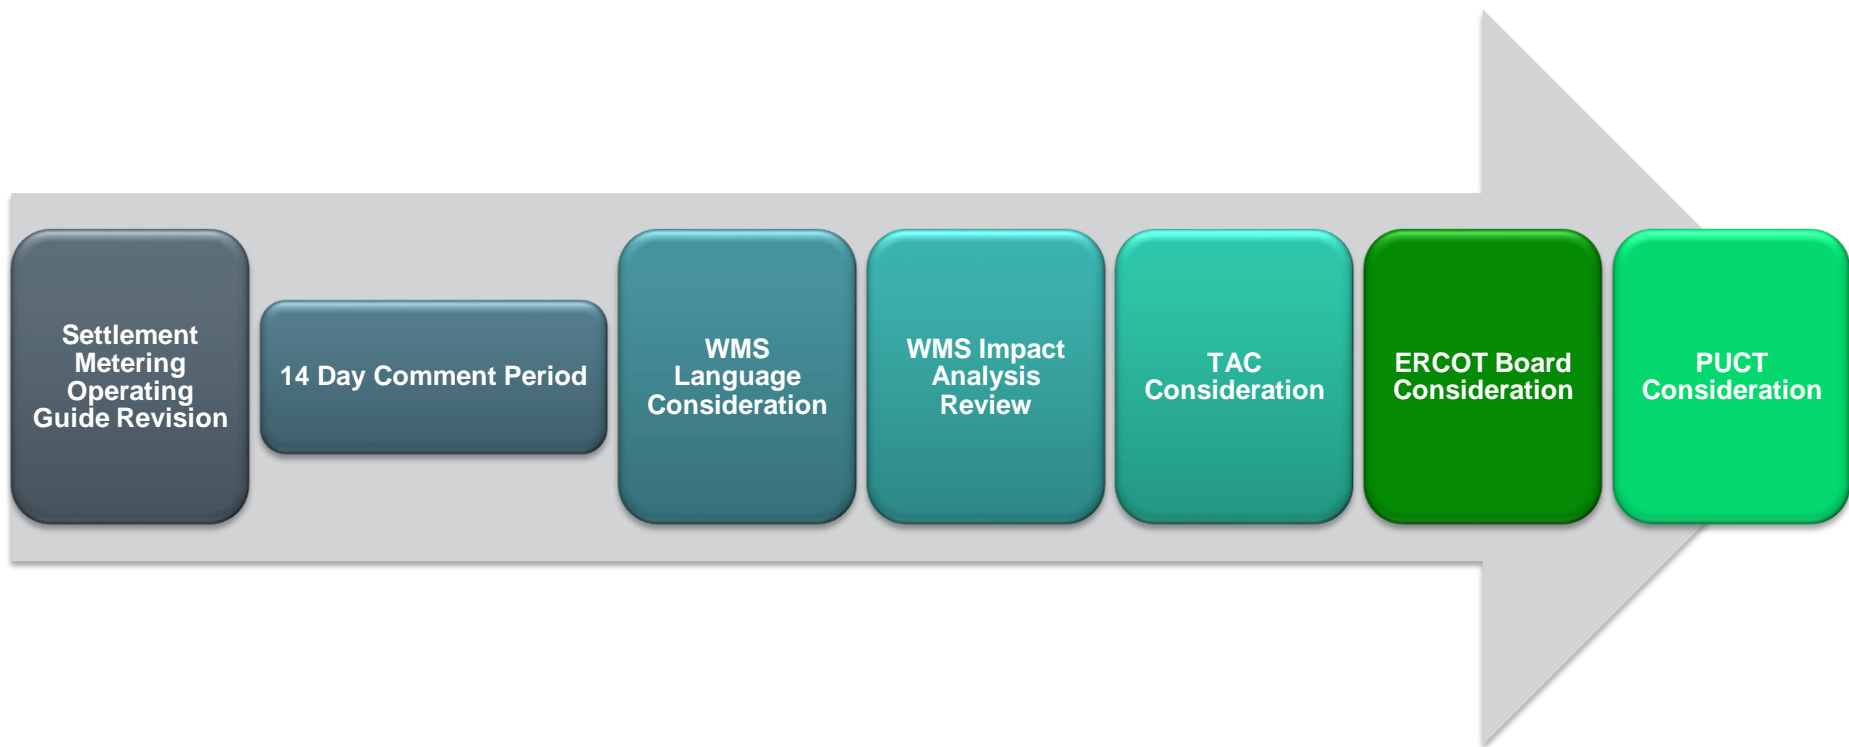 Settlement
Metering
Operating
Guide Revision
14 Day Comment Period
WMS
Language
Consideration
WMS Impact
Analysis
Review
TAC
Consideration
ERCOT Board
Consideration
PUCT
Consideration